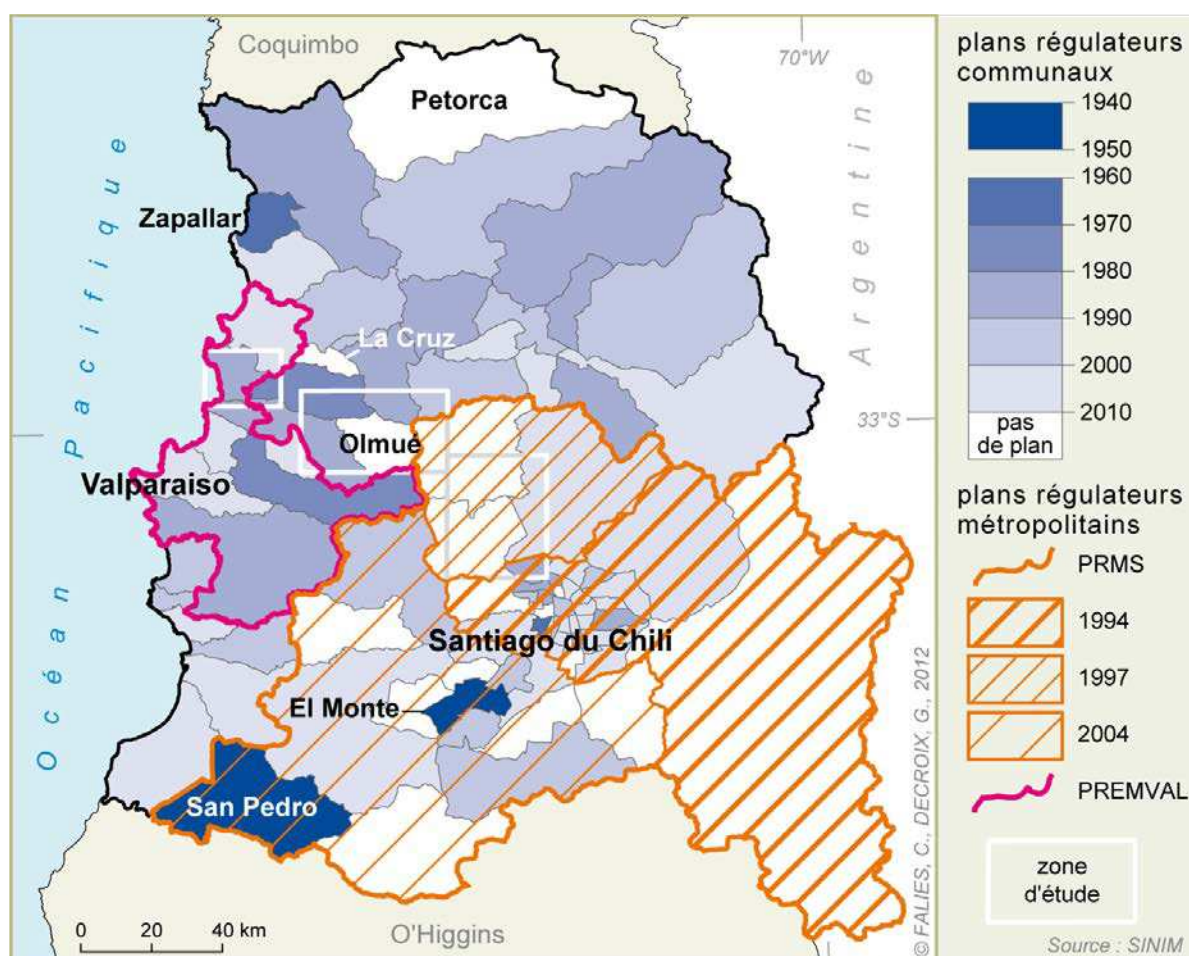 Coquimbo
70°W
Petorca
Argentine
Zapallar
Pacifique
La Cruz
33°S
Olmué
Valparaiso
Océan
Santiago du Chili
El Monte
San Pedro
O'Higgins
0 20 40 km
© FALIES, C., DECROIX, G., 2012
plans régulateurs
communaux
1940
1950
1960
1970
1980
1990
2000
2010
pas
de plan
plans régulateurs
métropolitains
PRMS
1994
1997
2004
PREMVAL
zone
d'étude
Source : SINIM